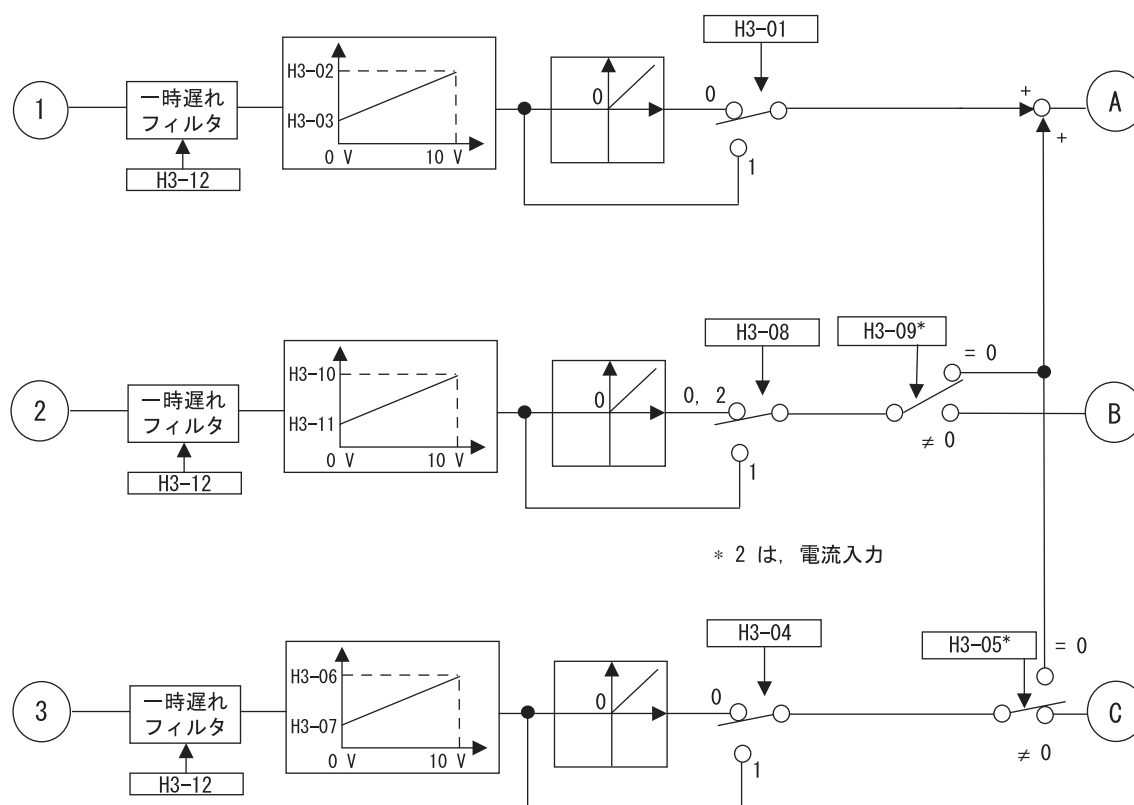 H3-01
1
一時遅れ
フィルタ
H3-12
H3-02
H3-03
0 V
10 V
0
0
1
+
+
A
H3-08
H3-09*
2
一時遅れ
フィルタ
H3-12
H3-10
H3-11
0 V
10 V
0
0, 2
1
= 0
≠ 0
B
* 2 は, 電流入力
H3-04
H3-05*
3
一時遅れ
フィルタ
H3-12
H3-06
H3-07
0 V
10 V
0
0
1
= 0
≠ 0
C